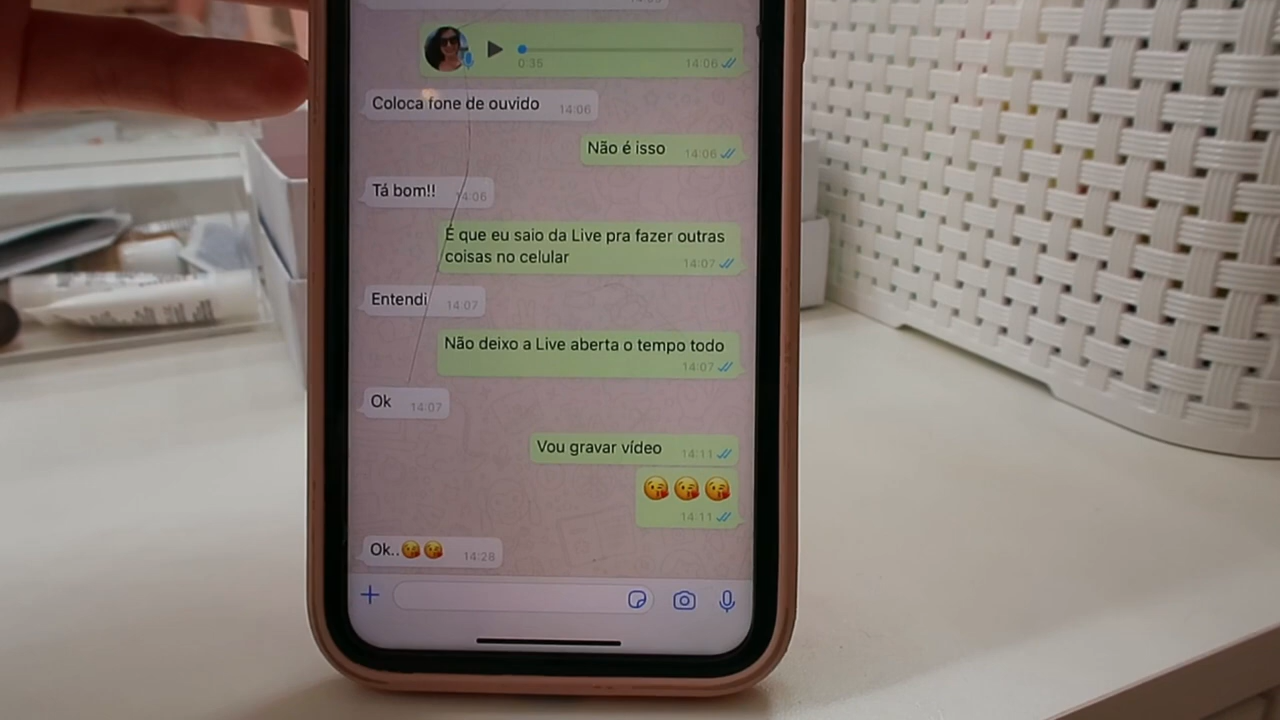 0:35 14:06
Coloca fone de ouvido 14:06
Não é isso 14:06
Tá bom!! 14:06
É que eu saio da Live pra fazer outras
coisas no celular 14:07
Entendi 14:07
Não deixo a Live aberta o tempo todo
14:07
Ok 14:07
Vou gravar vídeo 14:11
😘😘😘
14:11
Ok..😘😘 14:28